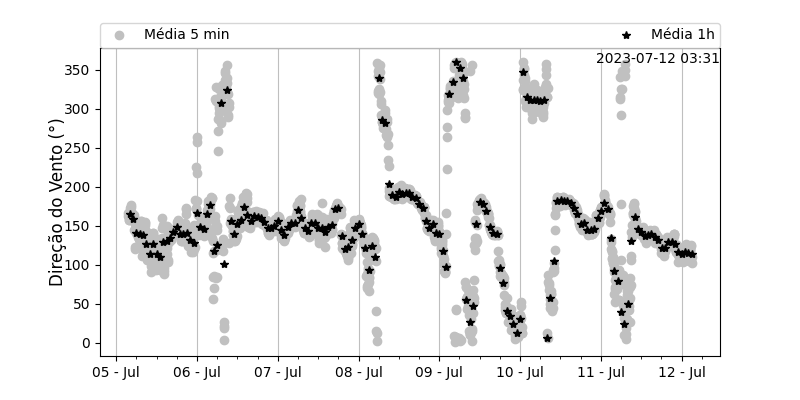 Média 5 min
Média 1h
2023-07-12 03:31
Direção do Vento (°)
350
300
250
200
150
100
50
0
05 - Jul
06 - Jul
07 - Jul
08 - Jul
09 - Jul
10 - Jul
11 - Jul
12 - Jul